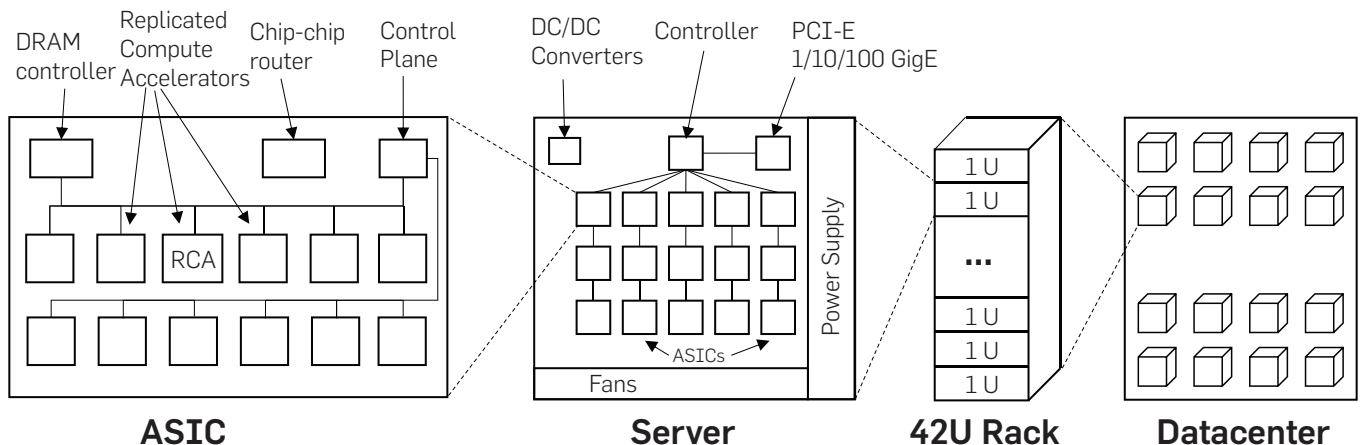 DRAM
controller
Replicated
Compute
Accelerators
Chip-chip
router
Control
Plane
RCA
ASIC
DC/DC
Converters
Controller
PCI-E
1/10/100 GigE
ASICs
Fans
Power Supply
Server
1 U
1 U
...
1 U
1 U
1 U
42U Rack
Datacenter